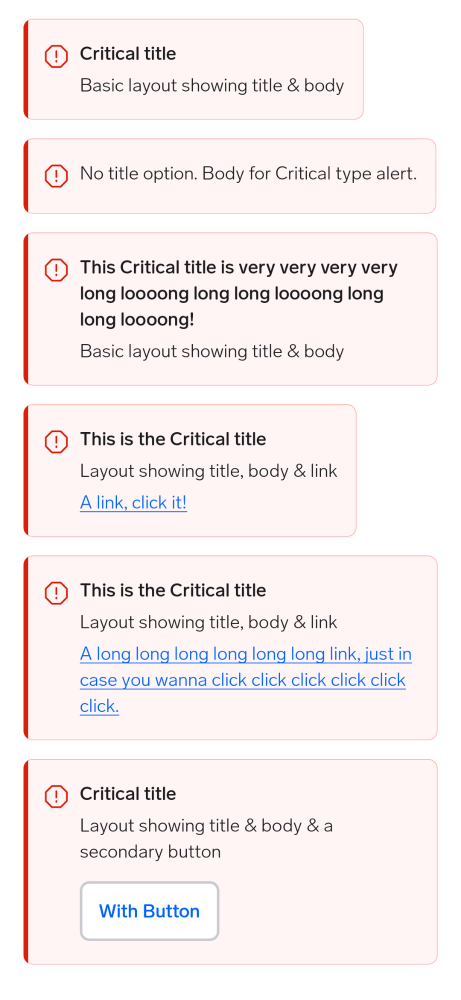 Critical title
Basic layout showing title & body
No title option. Body for Critical type alert.
This Critical title is very very very very
long loooong long long loooong long
long loooong!
Basic layout showing title & body
This is the Critical title
Layout showing title, body & link
A link, click it!
This is the Critical title
Layout showing title, body & link
A long long long long long long link, just in
case you wanna click click click click click
click.
Critical title
Layout showing title & body & a
secondary button
With Button